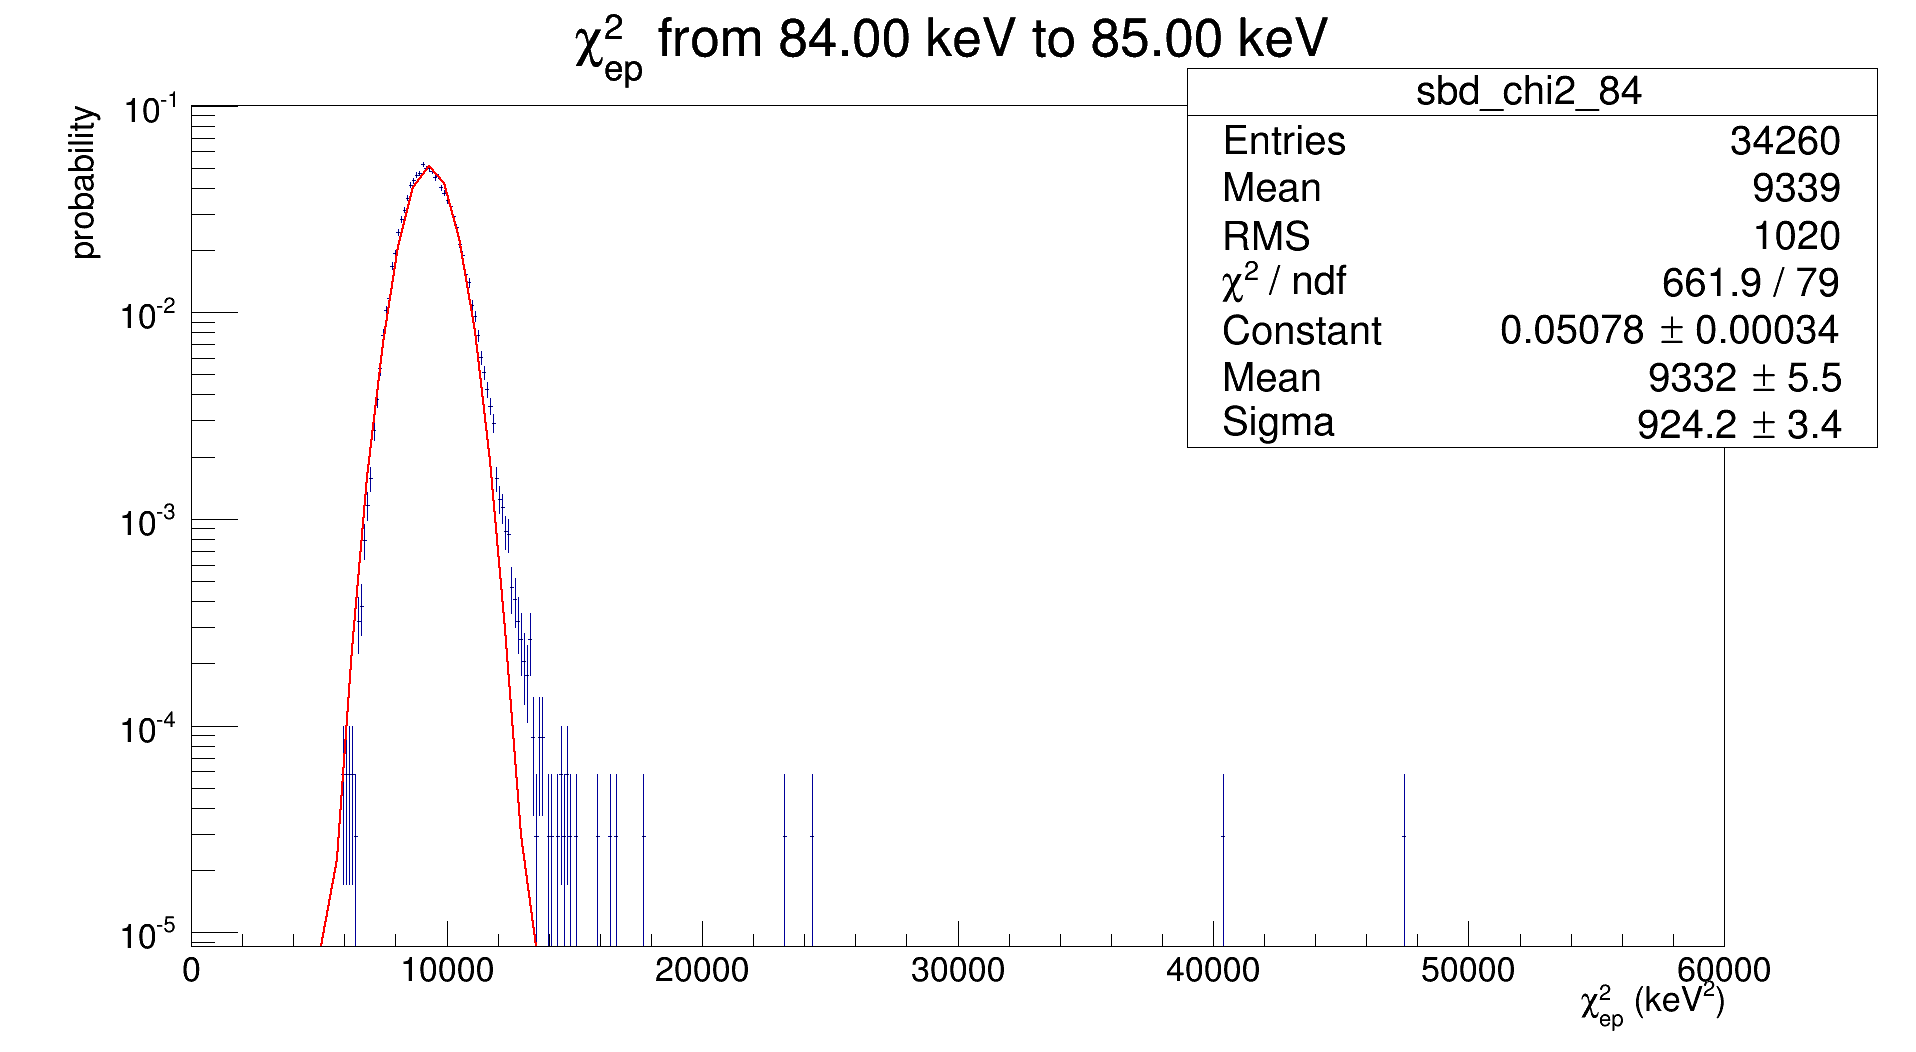 χ²ep from 84.00 keV to 85.00 keV
sbd_chi2_84
Entries 34260
Mean 9339
RMS 1020
χ² / ndf 661.9 / 79
Constant 0.05078 ± 0.00034
Mean 9332 ± 5.5
Sigma 924.2 ± 3.4
probability
10⁻¹
10⁻²
10⁻³
10⁻⁴
10⁻⁵
0 10000 20000 30000 40000 50000 60000
χ²ep (keV²)